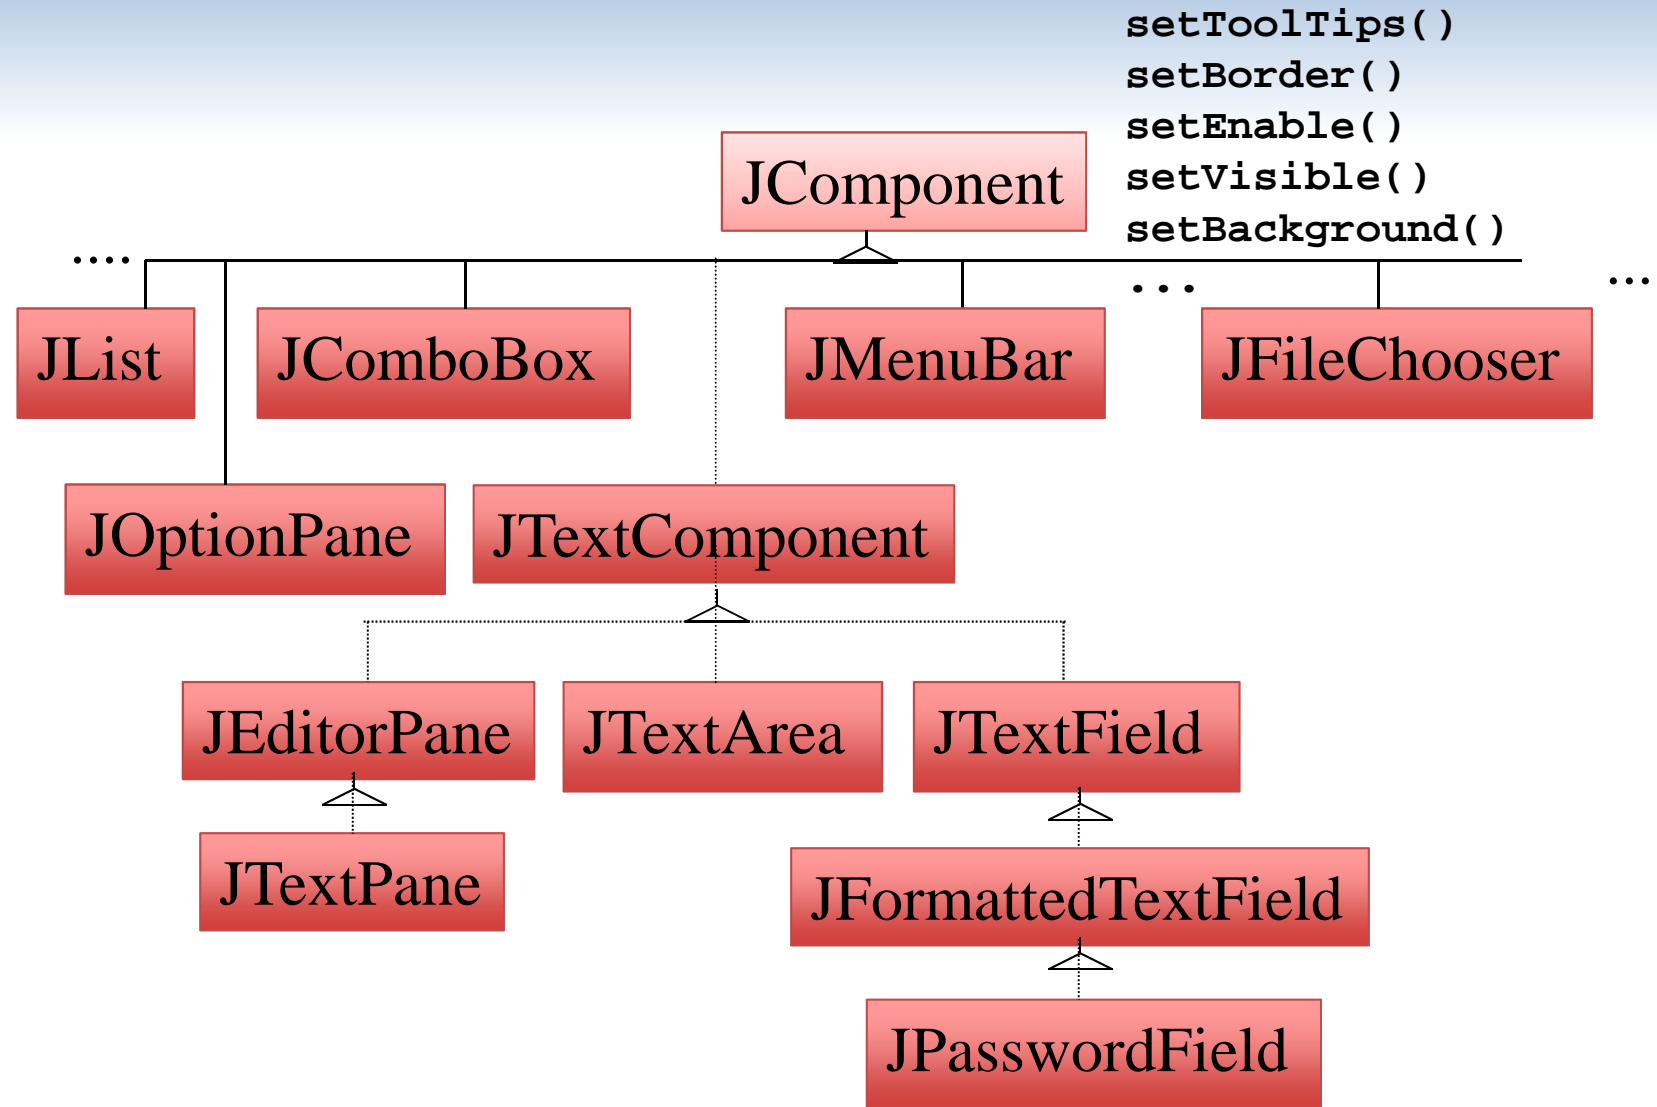 setToolTips()
setBorder()
setEnable()
setVisible()
setBackground()
JComponent
....
...
...
JList
JComboBox
JMenuBar
JFileChooser
JOptionPane
JTextComponent
JEditorPane
JTextArea
JTextField
JTextPane
JFormattedTextField
JPasswordField